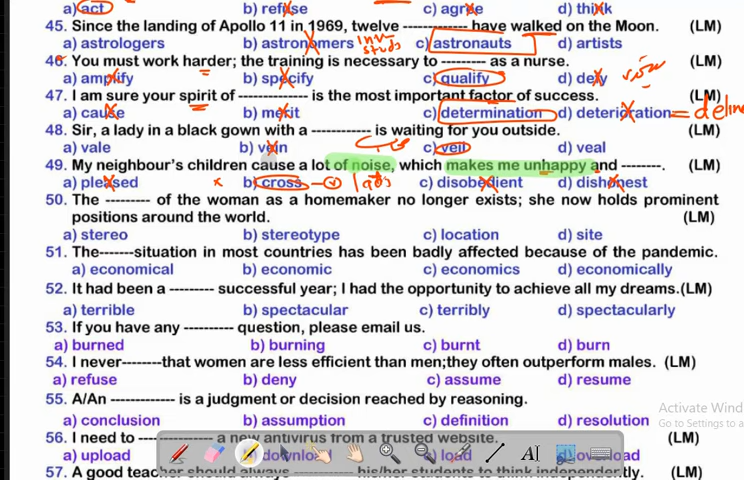 a) act b) refuse c) agree d) think
45. Since the landing of Apollo 11 in 1969, twelve ------------- have walked on the Moon. (LM)
a) astrologers b) astronomers c) astronauts d) artists
46. You must work harder; the training is necessary to --------- as a nurse. (LM)
a) amplify b) specify c) qualify d) deny
47. I am sure your spirit of ------------- is the most important factor of success. (LM)
a) cause b) merit c) determination d) deterioration
48. Sir, a lady in a black gown with a ------------ is waiting for you outside. (LM)
a) vale b) vein c) veil d) veal
49. My neighbour's children cause a lot of noise, which makes me unhappy and -------. (LM)
a) pleased b) cross c) disobedient d) dishonest
50. The --------- of the woman as a homemaker no longer exists; she now holds prominent
positions around the world. (LM)
a) stereo b) stereotype c) location d) site
51. The-------situation in most countries has been badly affected because of the pandemic.
a) economical b) economic c) economics d) economically
52. It had been a --------- successful year; I had the opportunity to achieve all my dreams.(LM)
a) terrible b) spectacular c) terribly d) spectacularly
53. If you have any ---------- question, please email us.
a) burned b) burning c) burnt d) burn
54. I never--------that women are less efficient than men;they often outperform males. (LM)
a) refuse b) deny c) assume d) resume
55. A/An ------------- is a judgment or decision reached by reasoning.
a) conclusion b) assumption c) definition d) resolution
Activate Wind
Go to Settings to a
56. I need to ------------- a new antivirus from a trusted website. (LM)
a) upload download load d) overload
57. A good teacher should always his/her students to think independently. (LM)